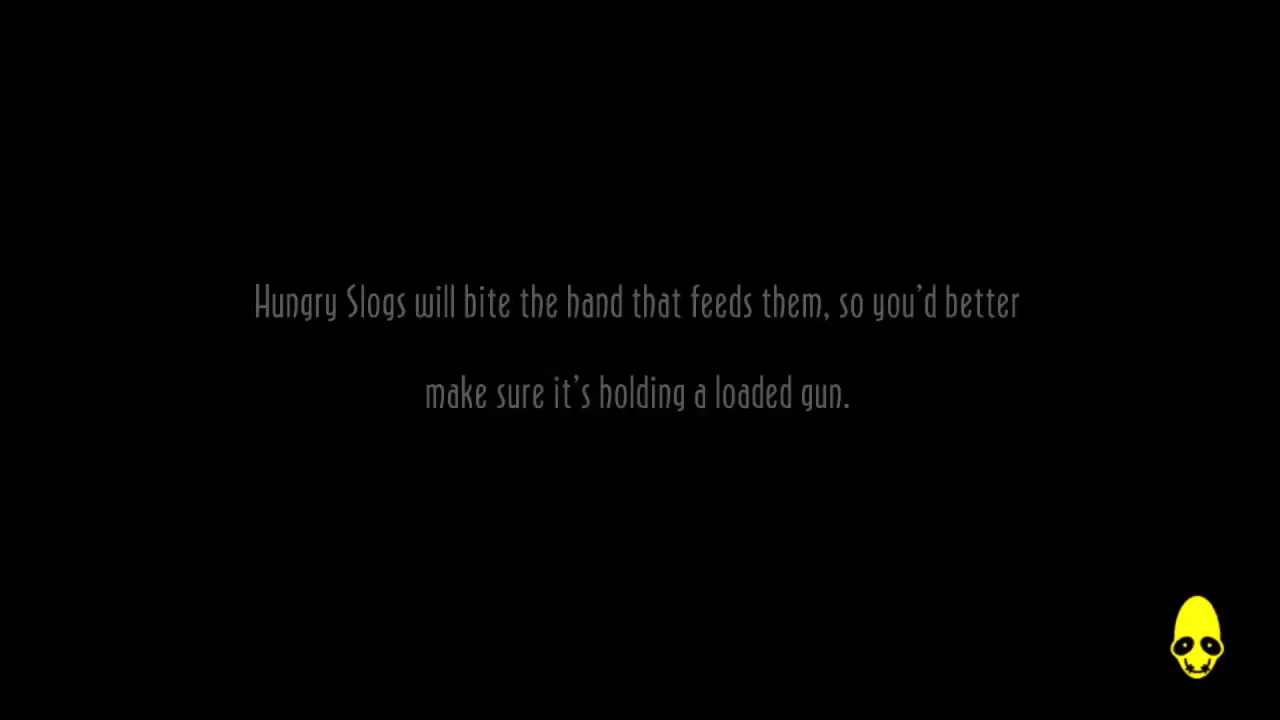 Hungry Slogs will bite the hand that feeds them, so you'd better
make sure it's holding a loaded gun.